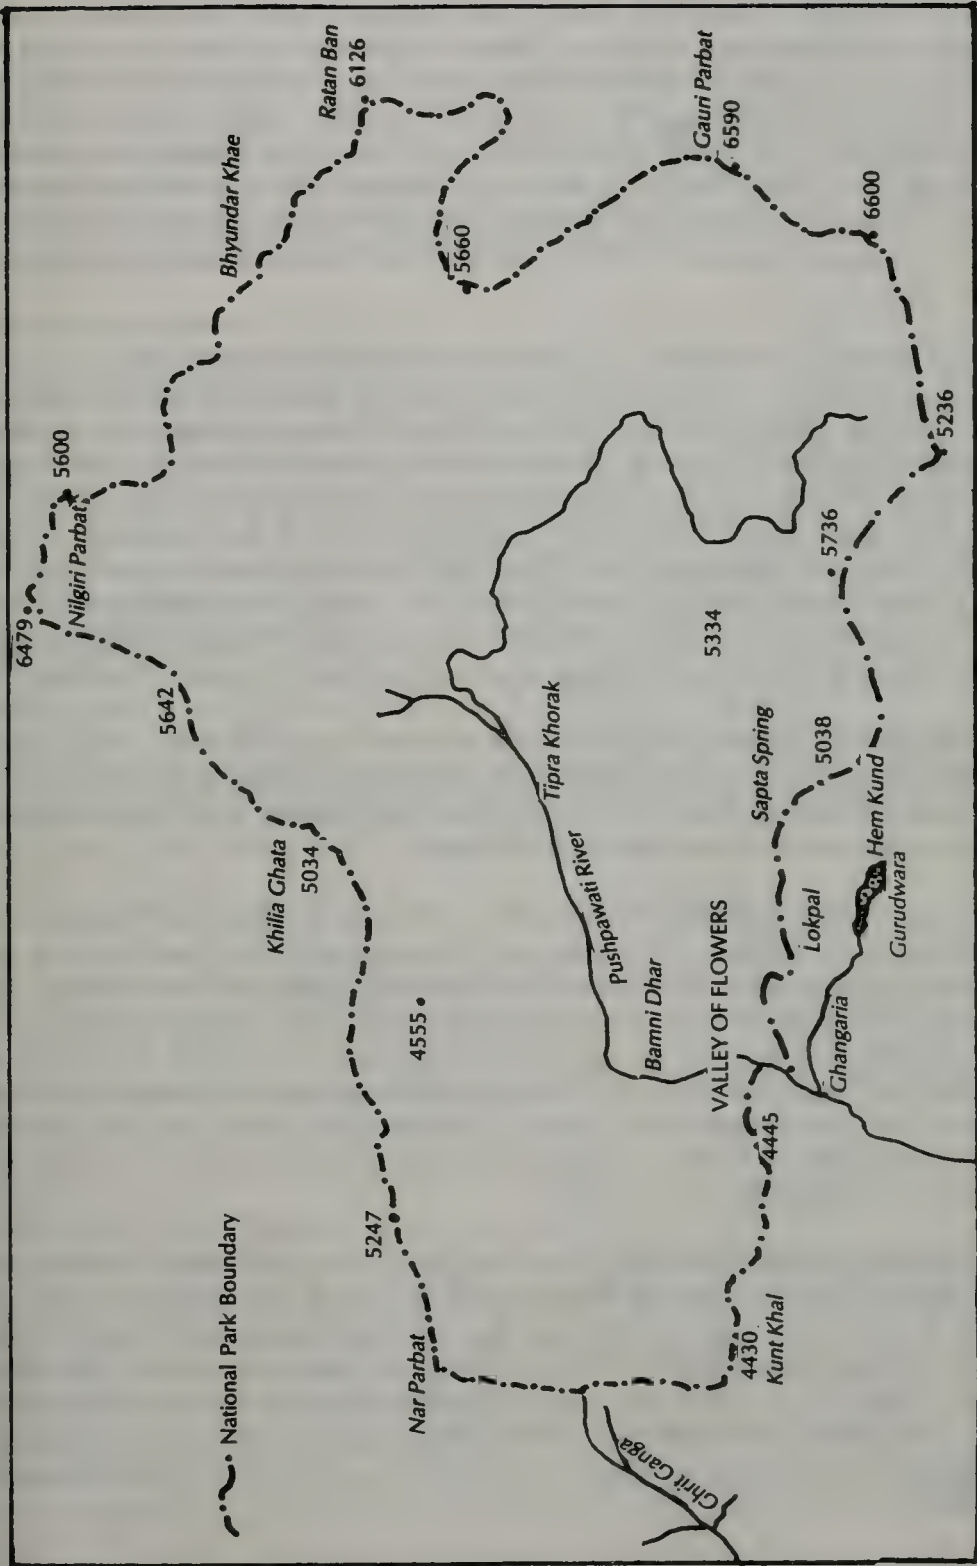 National Park Boundary
6479
Nilgiri Parbat
5600
5642
Khilia Ghata
5034
Bhyundar Khae
Ratan Ban
6126
5660
Gauri Parbat
6590
6600
5236
5736
5334
5038
Sapta Spring
Hem Kund
Gurudwara
Lokpal
Ghangaria
VALLEY OF FLOWERS
Bamni Dhar
Pushpawati River
Tipra Khorak
4555
5247
Nar Parbat
4445
4430
Kunt Khal
Ghrit Ganga